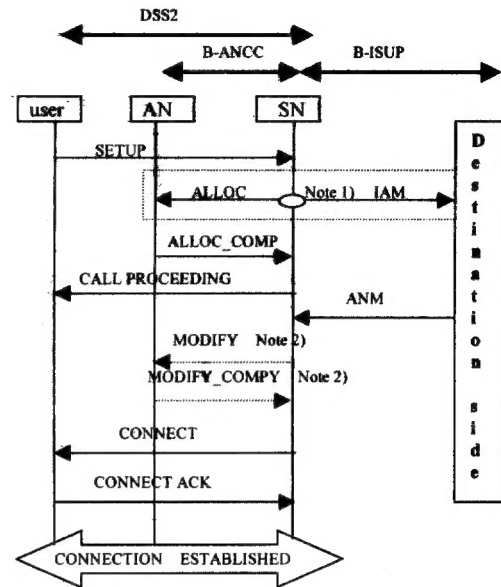 DSS2
B-ANCC B-ISUP
user AN SN
SETUP
ALLOC Note 1) IAM
ALLOC_COMP
CALL PROCEEDING
ANM
MODIFY Note 2)
MODIFY_COMPY Note 2)
CONNECT
CONNECT ACK
CONNECTION ESTABLISHED
Destination side